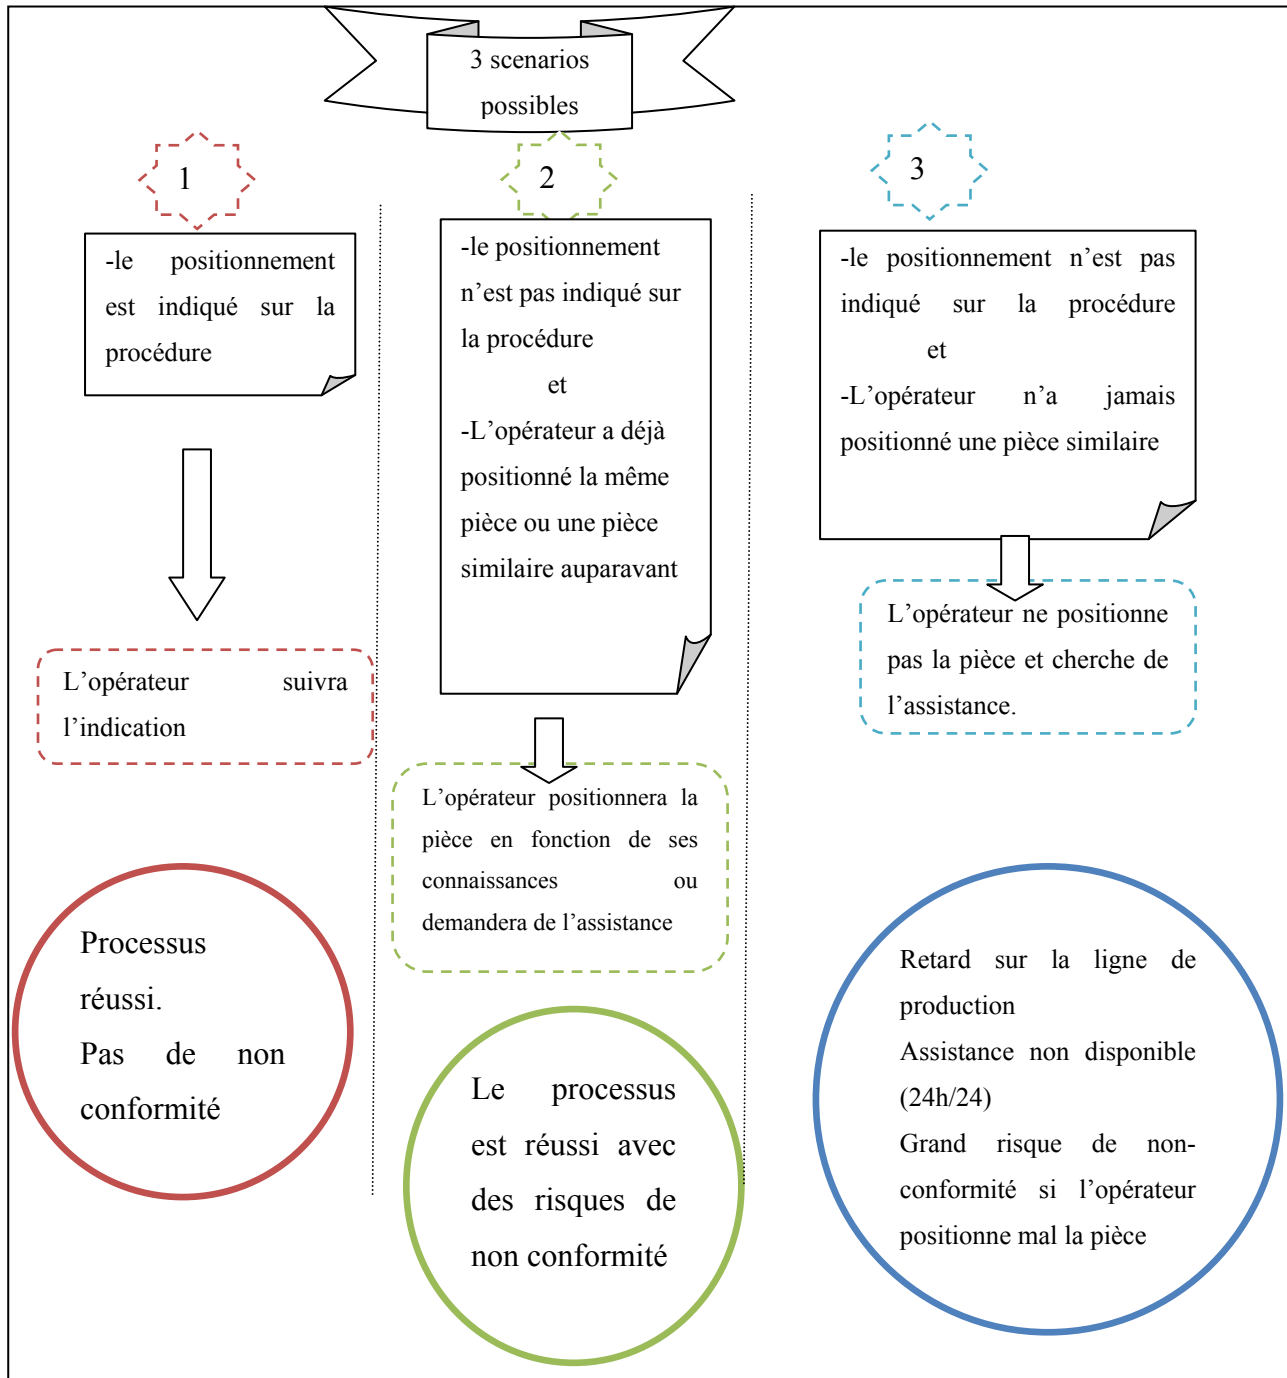 3 scenarios
possibles
1
-le positionnement
est indiqué sur la
procédure
L’opérateur suivra
l’indication
Processus
réussi.
Pas de non
conformité
2
-le positionnement
n’est pas indiqué sur
la procédure
et
-L’opérateur a déjà
positionné la même
pièce ou une pièce
similaire auparavant
L’opérateur positionnera la
pièce en fonction de ses
connaissances ou
demandera de l’assistance
Le processus
est réussi avec
des risques de
non conformité
3
-le positionnement n’est pas
indiqué sur la procédure
et
-L’opérateur n’a jamais
positionné une pièce similaire
L’opérateur ne positionne
pas la pièce et cherche de
l’assistance.
Retard sur la ligne de
production
Assistance non disponible
(24h/24)
Grand risque de non-
conformité si l’opérateur
positionne mal la pièce